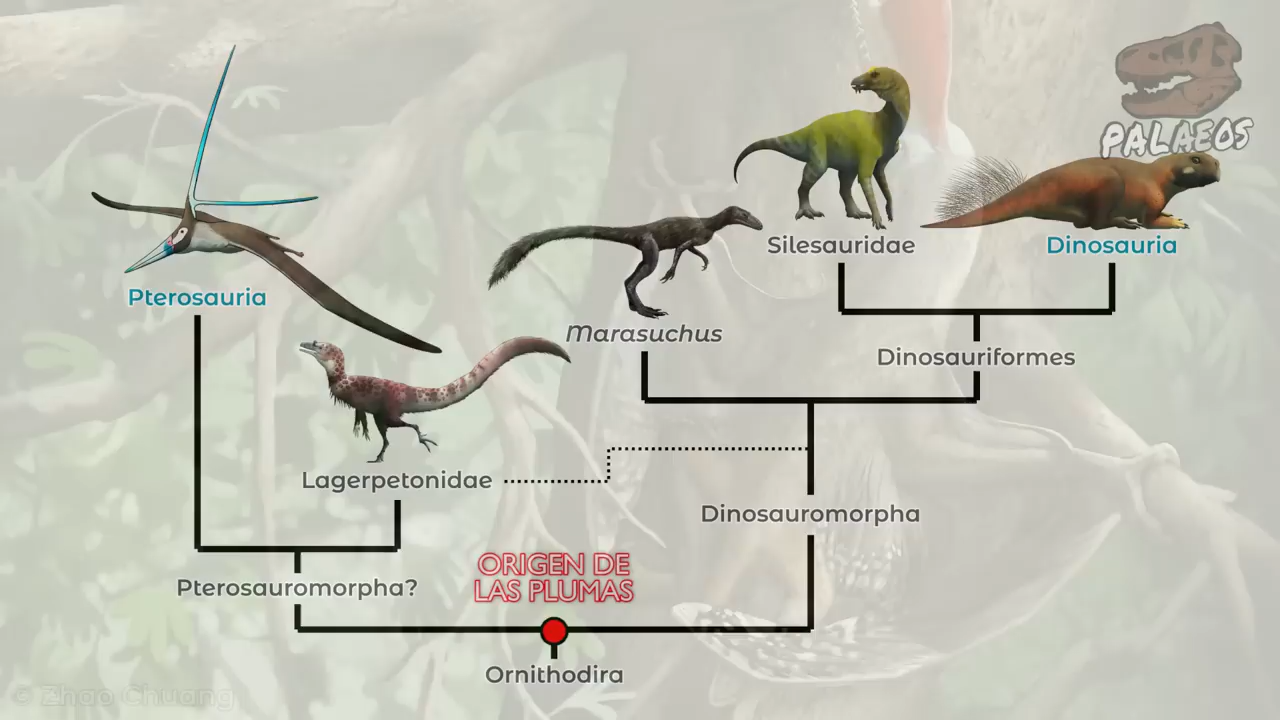 PALAEOS
Silesauridae
Dinosauria
Pterosauria
Marasuchus
Dinosauriformes
Lagerpetonidae
Dinosauromorpha
ORIGEN DE
LAS PLUMAS
Pterosauromorpha?
Ornithodira
© Zhao Chuang